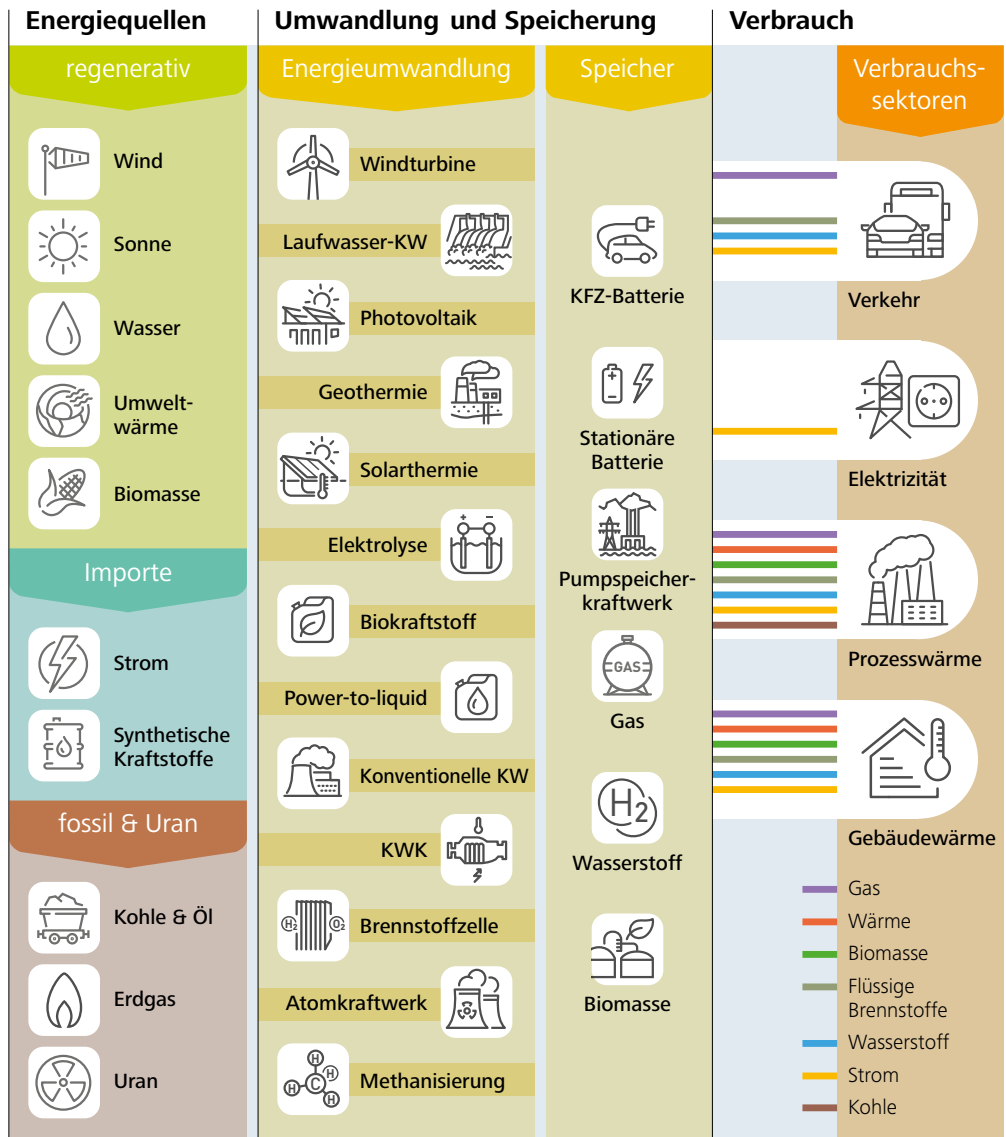 Energiequellen
Umwandlung und Speicherung
Verbrauch
regenerativ
Wind
Sonne
Wasser
Umwelt-
wärme
Biomasse
Importe
Strom
Synthetische
Kraftstoffe
fossil & Uran
Kohle & Öl
Erdgas
Uran
Energieumwandlung
Windturbine
Laufwasser-KW
Photovoltaik
Geothermie
Solarthermie
+ −
Elektrolyse
Biokraftstoff
Power-to-liquid
Konventionelle KW
KWK
H2 O2
Brennstoffzelle
Atomkraftwerk
H
H
H C
H
Methanisierung
Speicher
KFZ-Batterie
Stationäre
Batterie
Pumpspeicher-
kraftwerk
GAS
Gas
H2
Wasserstoff
Biomasse
Verbrauchs-
sektoren
Verkehr
Elektrizität
Prozesswärme
Gebäudewärme
Gas
Wärme
Biomasse
Flüssige
Brennstoffe
Wasserstoff
Strom
Kohle